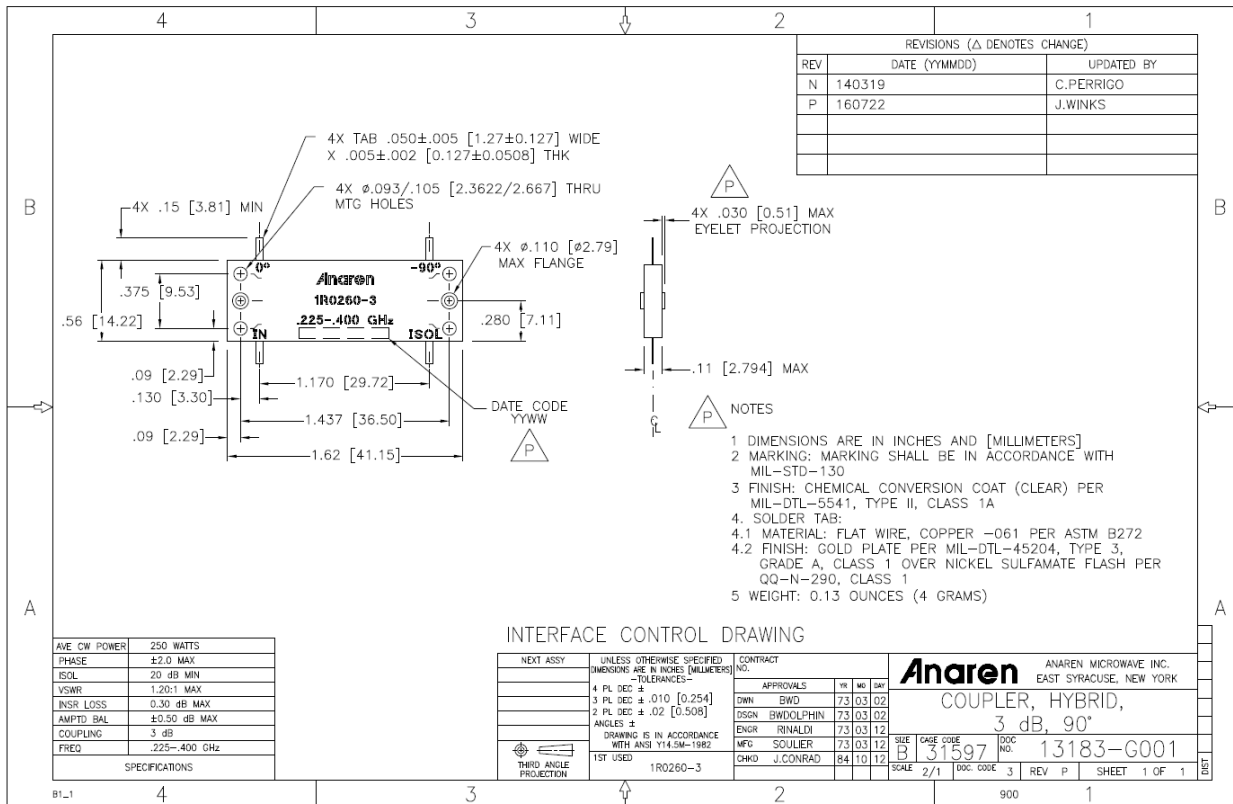 4 3 2 1
REVISIONS (△ DENOTES CHANGE)
REV DATE (YYMMDD) UPDATED BY
N 140319 C.PERRIGO
P 160722 J.WINKS
B
B
4X TAB .050±.005 [1.27±0.127] WIDE
X .005±.002 [0.127±0.0508] THK
4X ø.093/.105 [2.3622/2.667] THRU
MTG HOLES
4X .15 [3.81] MIN
4X ø.110 [ø2.79]
MAX FLANGE
P
4X .030 [0.51] MAX
EYELET PROJECTION
0°
-90°
Anaren
1R0260-3
.225-.400 GHz
IN
ISOL
.375 [9.53]
.56 [14.22]
.280 [7.11]
.09 [2.29]
.130 [3.30]
1.170 [29.72]
1.437 [36.50]
.09 [2.29]
1.62 [41.15]
DATE CODE
YYWW
P
.11 [2.794] MAX
CL
P
NOTES
1 DIMENSIONS ARE IN INCHES AND [MILLIMETERS]
2 MARKING: MARKING SHALL BE IN ACCORDANCE WITH
MIL-STD-130
3 FINISH: CHEMICAL CONVERSION COAT (CLEAR) PER
MIL-DTL-5541, TYPE II, CLASS 1A
4. SOLDER TAB:
4.1 MATERIAL: FLAT WIRE, COPPER -061 PER ASTM B272
4.2 FINISH: GOLD PLATE PER MIL-DTL-45204, TYPE 3,
GRADE A, CLASS 1 OVER NICKEL SULFAMATE FLASH PER
QQ-N-290, CLASS 1
5 WEIGHT: 0.13 OUNCES (4 GRAMS)
A
A
AVE CW POWER 250 WATTS
PHASE ±2.0 MAX
ISOL 20 dB MIN
VSWR 1.20:1 MAX
INSR LOSS 0.30 dB MAX
AMPTD BAL ±0.50 dB MAX
COUPLING 3 dB
FREQ .225-.400 GHz
SPECIFICATIONS
INTERFACE CONTROL DRAWING
NEXT ASSY
THIRD ANGLE
PROJECTION
UNLESS OTHERWISE SPECIFIED
DIMENSIONS ARE IN INCHES [MILLIMETERS]
-TOLERANCES-
4 PL DEC ±
3 PL DEC ± .010 [0.254]
2 PL DEC ± .02 [0.508]
ANGLES ±
DRAWING IS IN ACCORDANCE
WITH ANSI Y14.5M-1982
1ST USED
1R0260-3
CONTRACT
NO.
APPROVALS YR MO DAY
DWN BWD 73 03 02
DSGN BWDOLPHIN 73 03 02
ENGR RINALDI 73 03 12
MFG SOULIER 73 03 12
CHKD J.CONRAD 84 10 12
Anaren
ANAREN MICROWAVE INC.
EAST SYRACUSE, NEW YORK
COUPLER, HYBRID,
3 dB, 90°
SIZE B CAGE CODE 31597 DOC NO. 13183-G001
SCALE 2/1 DOC. CODE 3 REV P SHEET 1 OF 1
DIST
B1_1
4 3 2 900 1